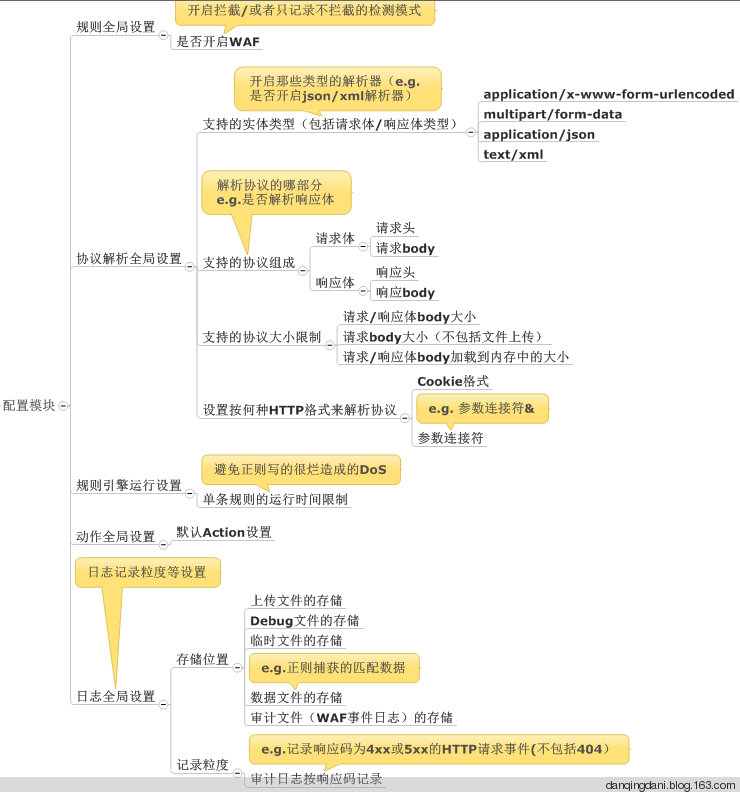 开启拦截/或者只记录不拦截的检测模式
规则全局设置
是否开启WAF
开启那些类型的解析器（e.g.
是否开启json/xml解析器）
支持的实体类型（包括请求体/响应体类型）
application/x-www-form-urlencoded
multipart/form-data
application/json
text/xml
解析协议的哪部分
e.g.是否解析响应体
协议解析全局设置
支持的协议组成
请求体
请求头
请求body
响应体
响应头
响应body
支持的协议大小限制
请求/响应体body大小
请求body大小（不包括文件上传）
请求/响应体body加载到内存中的大小
设置按何种HTTP格式来解析协议
Cookie格式
e.g. 参数连接符&
参数连接符
配置模块
避免正则写的很烂造成的DoS
规则引擎运行设置
单条规则的运行时间限制
动作全局设置
默认Action设置
日志记录粒度等设置
日志全局设置
存储位置
上传文件的存储
Debug文件的存储
临时文件的存储
e.g.正则捕获的匹配数据
数据文件的存储
审计文件（WAF事件日志）的存储
e.g.记录响应码为4xx或5xx的HTTP请求事件(不包括404）
记录粒度
审计日志按响应码记录
danqingdani.blog.163.com